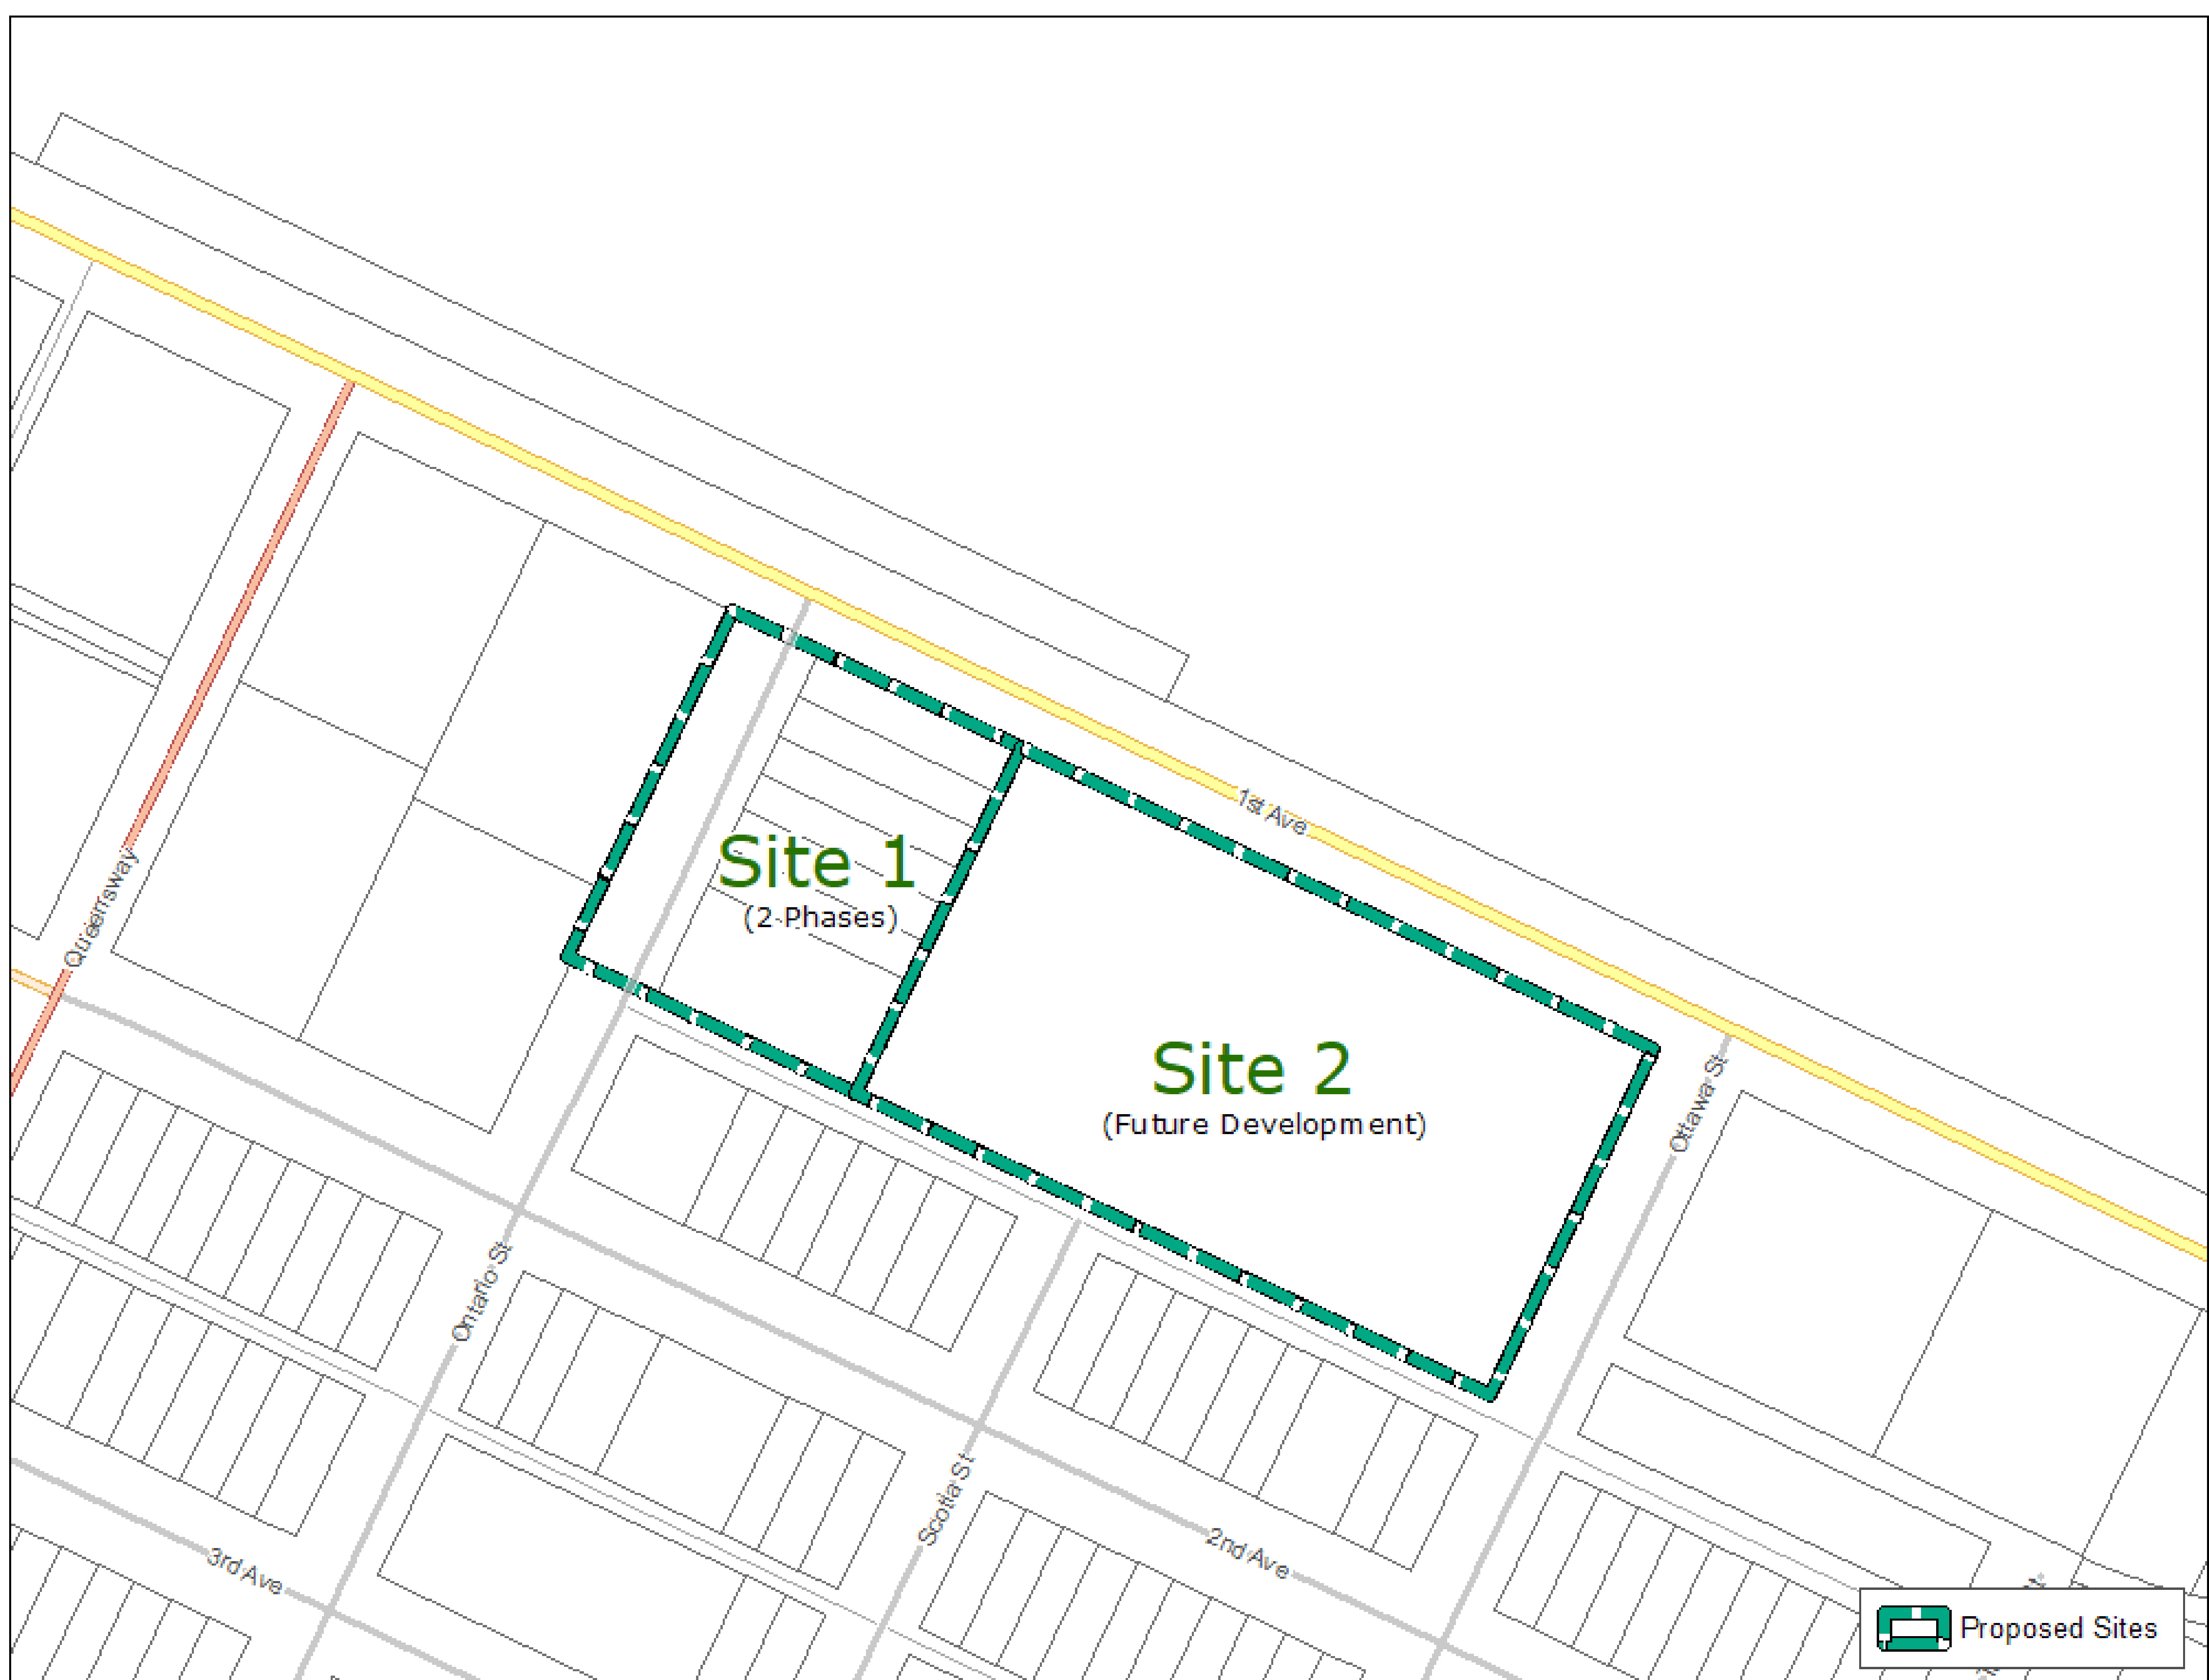 1st Ave
Site 1
(2 Phases)
Queensway
Site 2
(Future Development)
Ottawa St
Ontario St
Scotia St
2nd Ave
3rd Ave
Proposed Sites